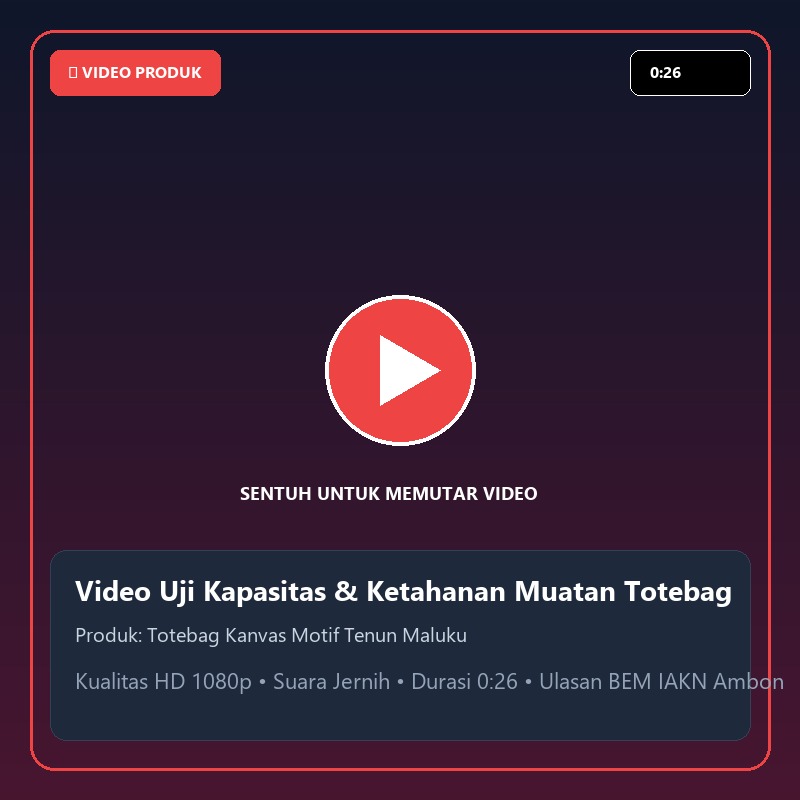 VIDEO PRODUK
0:26
SENTUH UNTUK MEMUTAR VIDEO
Video Uji Kapasitas & Ketahanan Muatan Totebag
Produk: Totebag Kanvas Motif Tenun Maluku
Kualitas HD 1080p • Suara Jernih • Durasi 0:26 • Ulasan BEM IAKN Ambon